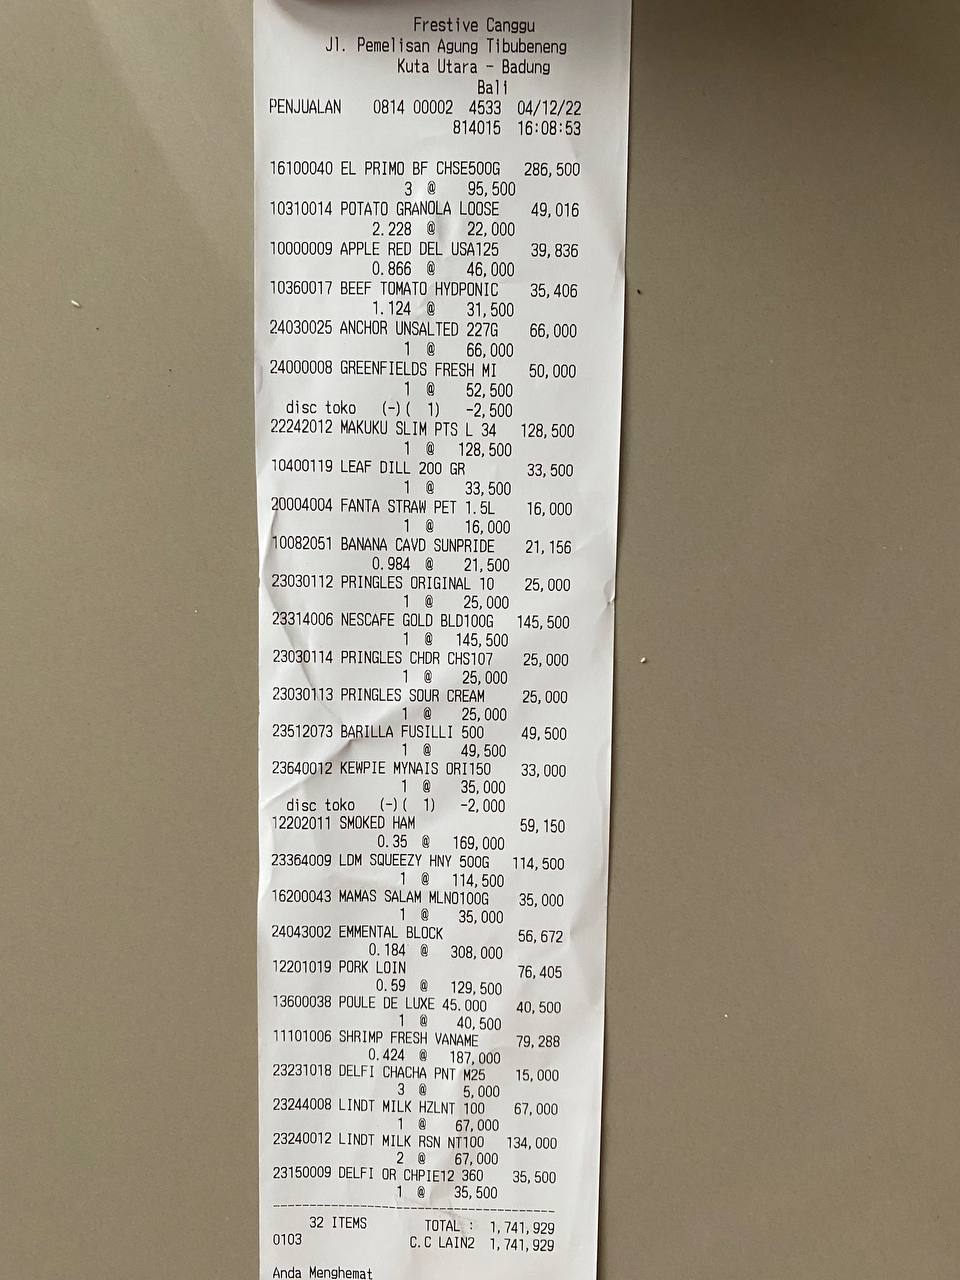 Frestive Canggu
Jl. Pemelisan Agung Tibubeneng
Kuta Utara - Badung
Bali
PENJUALAN 0814 00002 4533 04/12/22
814015 16:08:53
16100040 EL PRIMO BF CHSE500G 286,500
3 @ 95,500
10310014 POTATO GRANOLA LOOSE 49,016
2.228 @ 22,000
10000009 APPLE RED DEL USA125 39,836
0.866 @ 46,000
10360017 BEEF TOMATO HYDPONIC 35,406
1.124 @ 31,500
24030025 ANCHOR UNSALTED 227G 66,000
1 @ 66,000
24000008 GREENFIELDS FRESH MI 50,000
1 @ 52,500
disc toko (-)( 1) -2,500
22242012 MAKUKU SLIM PTS L 34 128,500
1 @ 128,500
10400119 LEAF DILL 200 GR 33,500
1 @ 33,500
20004004 FANTA STRAW PET 1.5L 16,000
1 @ 16,000
10082051 BANANA CAVD SUNPRIDE 21,156
0.984 @ 21,500
23030112 PRINGLES ORIGINAL 10 25,000
1 @ 25,000
23314006 NESCAFE GOLD BLD100G 145,500
1 @ 145,500
23030114 PRINGLES CHDR CHS107 25,000
1 @ 25,000
23030113 PRINGLES SOUR CREAM 25,000
1 @ 25,000
23512073 BARILLA FUSILLI 500 49,500
1 @ 49,500
23640012 KEWPIE MYNAIS ORI150 33,000
1 @ 35,000
disc toko (-)( 1) -2,000
12202011 SMOKED HAM 59,150
0.35 @ 169,000
23364009 LDM SQUEEZY HNY 500G 114,500
1 @ 114,500
16200043 MAMAS SALAM MLNO100G 35,000
1 @ 35,000
24043002 EMMENTAL BLOCK 56,672
0.184 @ 308,000
12201019 PORK LOIN 76,405
0.59 @ 129,500
13600038 POULE DE LUXE 45.000 40,500
1 @ 40,500
11101006 SHRIMP FRESH VANAME 79,288
0.424 @ 187,000
23231018 DELFI CHACHA PNT M25 15,000
3 @ 5,000
23244008 LINDT MILK HZLNT 100 67,000
1 @ 67,000
23240012 LINDT MILK RSN NT100 134,000
2 @ 67,000
23150009 DELFI OR CHPIE12 360 35,500
1 @ 35,500
32 ITEMS TOTAL : 1,741,929
0103 C.C LAIN2 1,741,929
Anda Menghemat